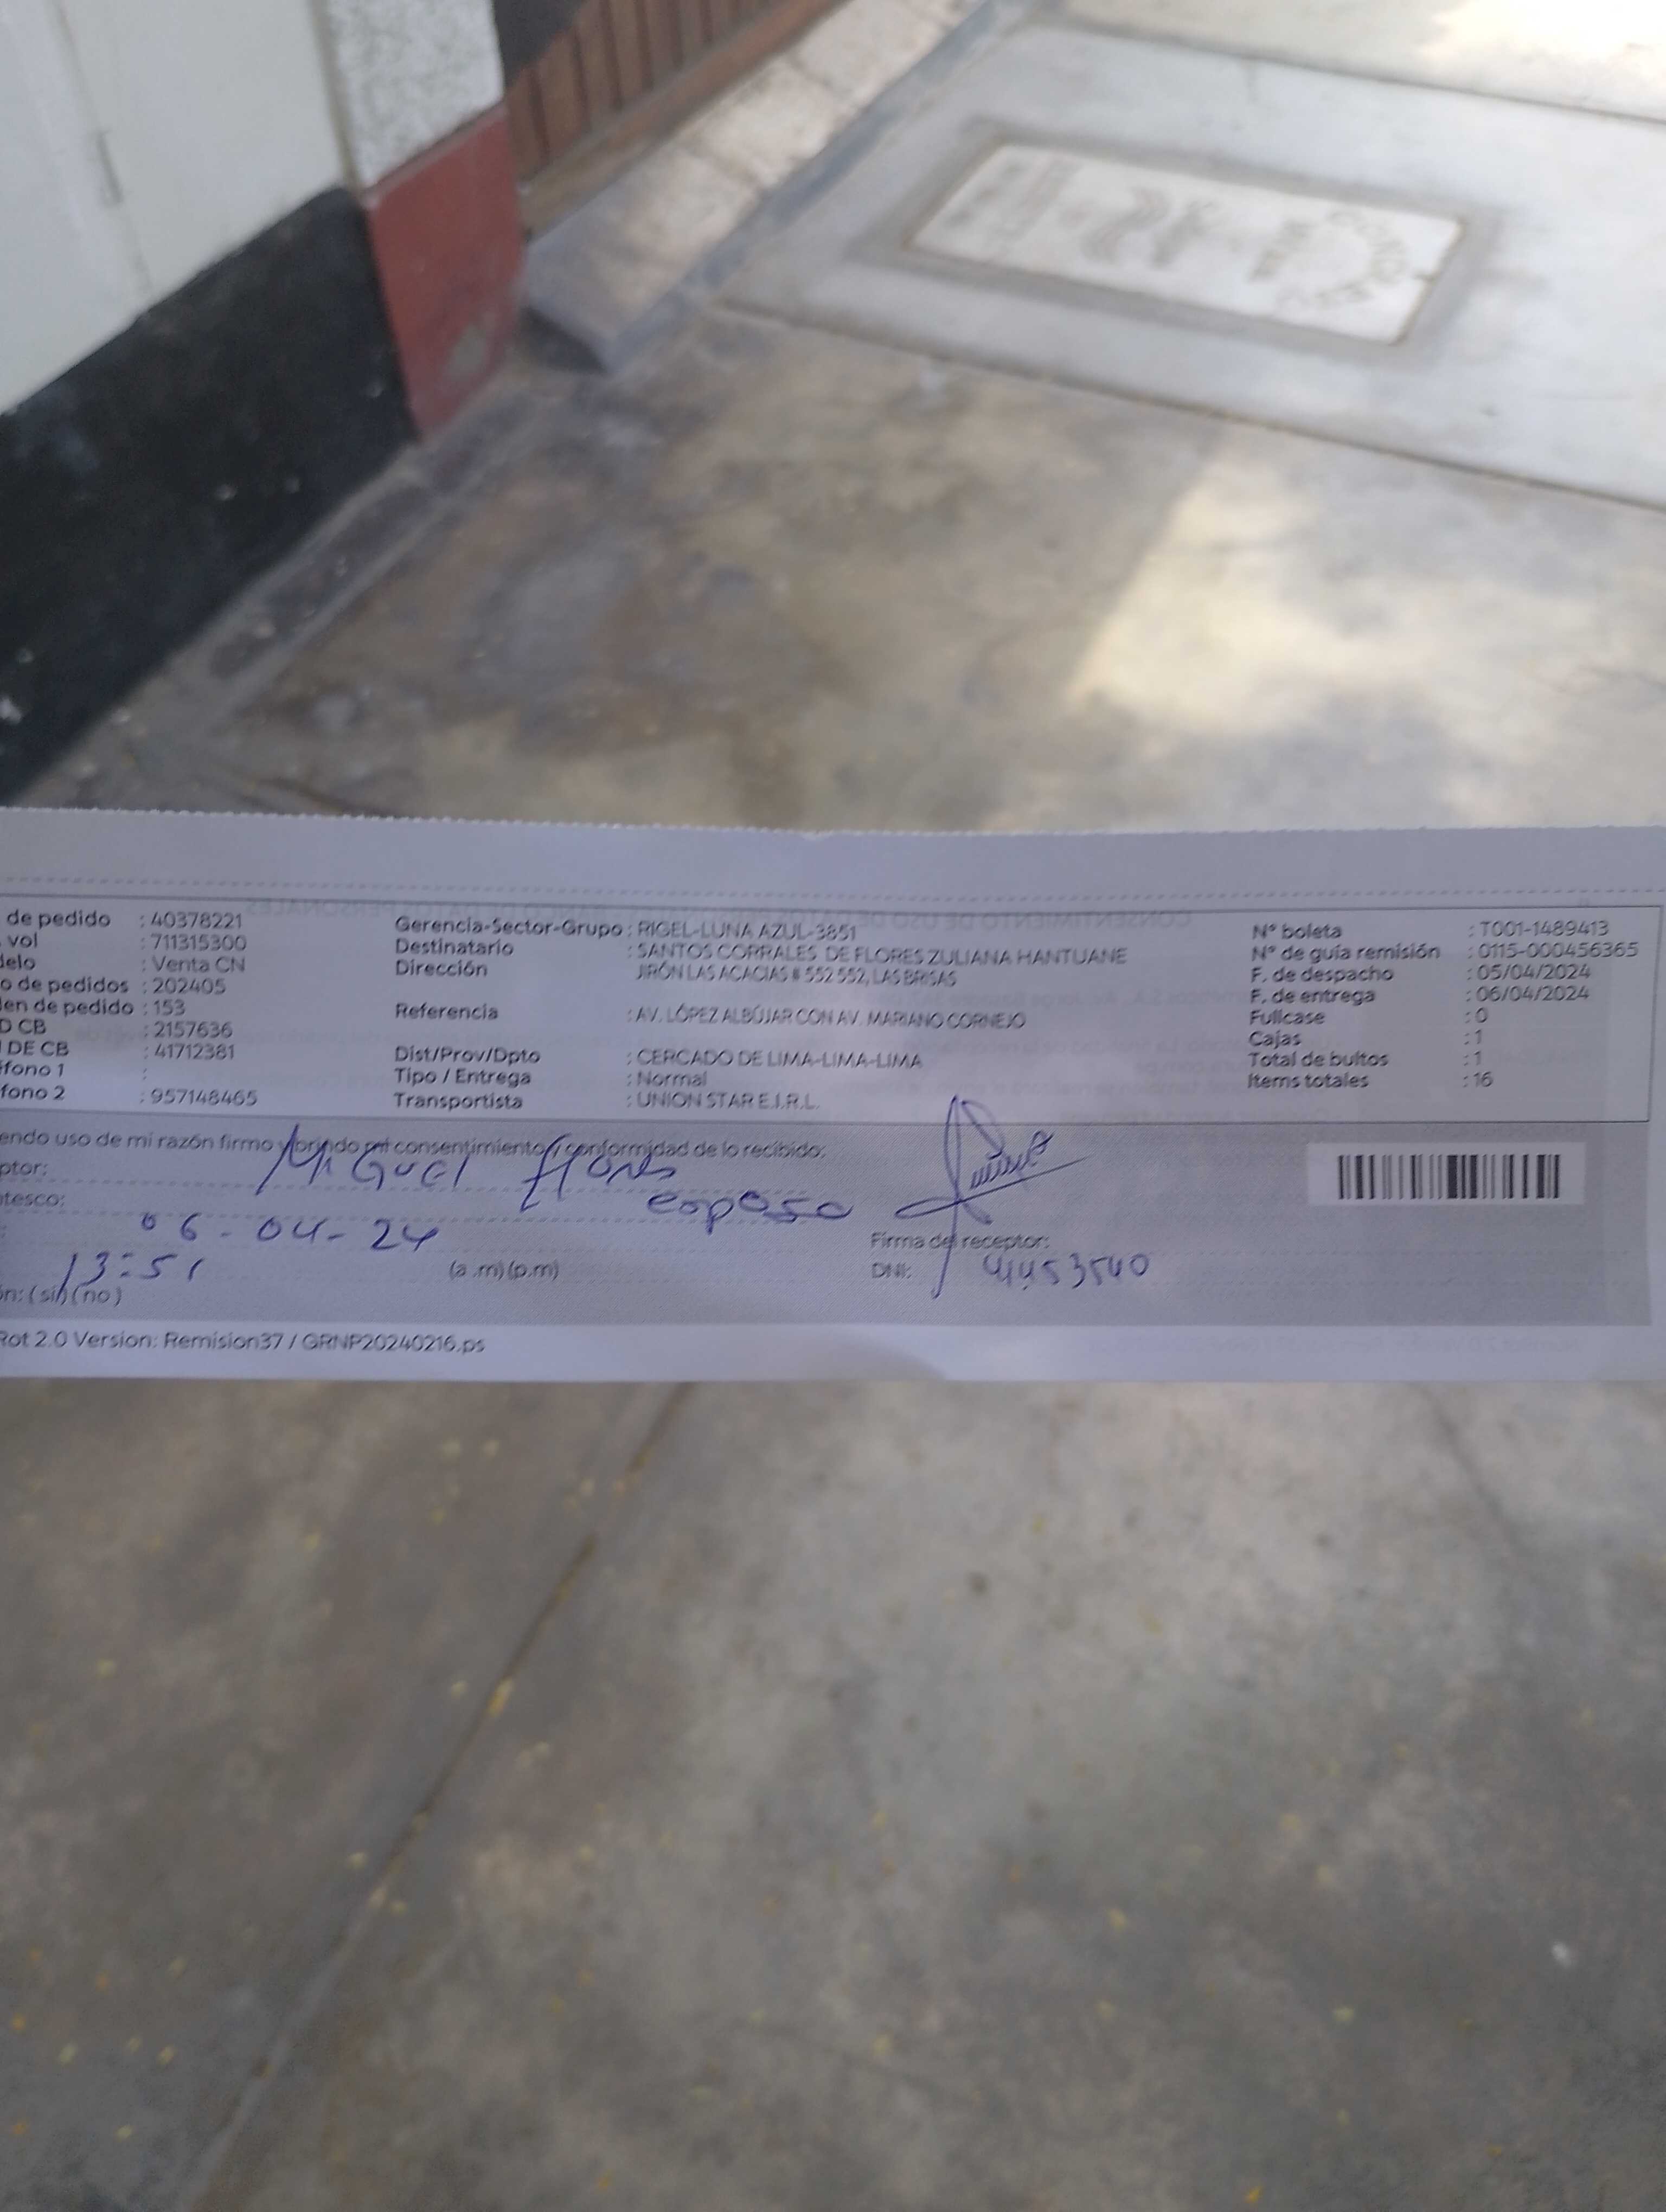 de pedido : 40378221 Gerencia-Sector-Grupo : RIGEL-LUNA AZUL-3851 N° boleta : T001-1489413
vol : 711315300 Destinatario : SANTOS CORRALES DE FLORES ZULIANA HANTUANE N° de guía remisión : 0115-000456365
delo : Venta CN Dirección JIRÓN LAS ACACIAS # 552 552, LAS BRISAS F. de despacho : 05/04/2024
o de pedidos : 202405 F. de entrega : 06/04/2024
en de pedido : 153 Referencia : AV. LÓPEZ ALBÚJAR CON AV. MARIANO CORNEJO Fullcase : 0
D CB : 2157636 Cajas : 1
DE CB : 41712381 Dist/Prov/Dpto : CERCADO DE LIMA-LIMA-LIMA Total de bultos : 1
fono 1 : Tipo / Entrega : Normal Items totales : 16
fono 2 : 957148465 Transportista : UNION STAR E.I.R.L.
endo uso de mi razón firmo y brindo mi consentimiento y conformidad de lo recibido:
ptor: Miguel flores
tesco: esposo
06-04-24 Firma del receptor:
13:51 (a.m) (p.m) DNI: 41453540
ón: (si) (no)
Rot 2.0 Version: Remision37 / GRNP20240216.ps